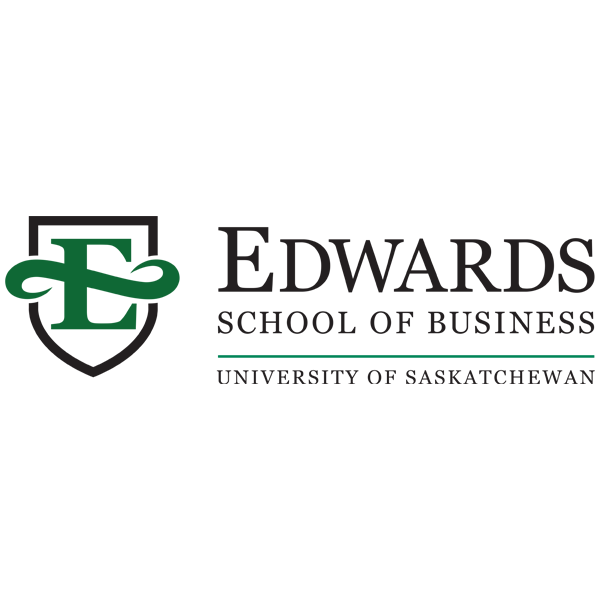 E
EDWARDS
SCHOOL OF BUSINESS
UNIVERSITY OF SASKATCHEWAN